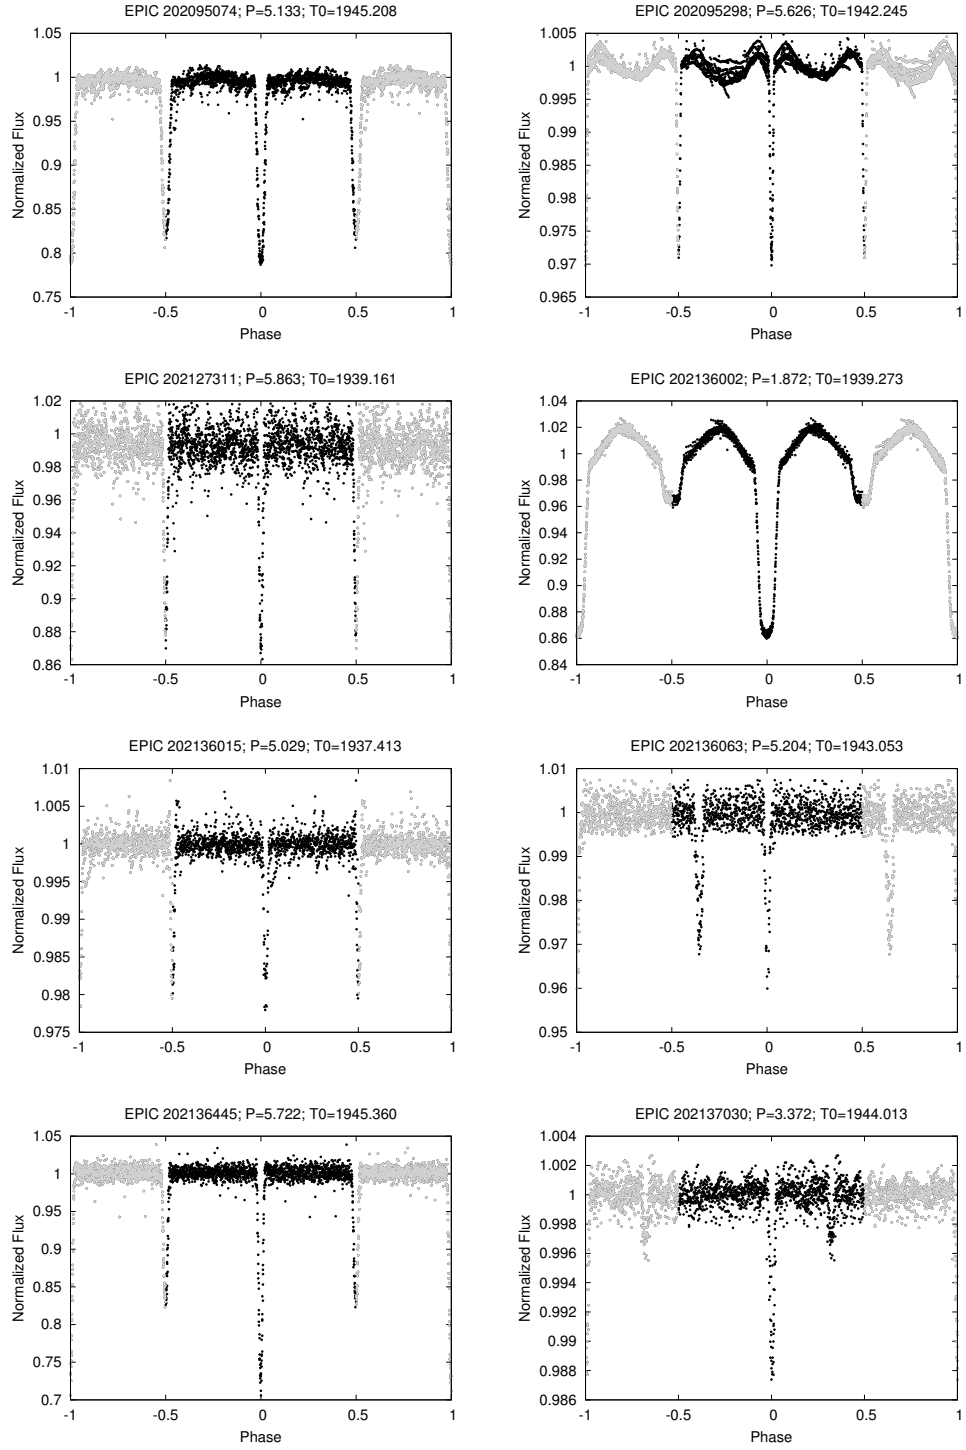 EPIC 202095074; P=5.133; T0=1945.208
1.05
1
0.95
0.9
0.85
0.8
0.75
Normalized Flux
-1 -0.5 0 0.5 1
Phase
EPIC 202095298; P=5.626; T0=1942.245
1.005
1
0.995
0.99
0.985
0.98
0.975
0.97
0.965
Normalized Flux
-1 -0.5 0 0.5 1
Phase
EPIC 202127311; P=5.863; T0=1939.161
1.02
1
0.98
0.96
0.94
0.92
0.9
0.88
0.86
Normalized Flux
-1 -0.5 0 0.5 1
Phase
EPIC 202136002; P=1.872; T0=1939.273
1.04
1.02
1
0.98
0.96
0.94
0.92
0.9
0.88
0.86
0.84
Normalized Flux
-1 -0.5 0 0.5 1
Phase
EPIC 202136015; P=5.029; T0=1937.413
1.01
1.005
1
0.995
0.99
0.985
0.98
0.975
Normalized Flux
-1 -0.5 0 0.5 1
Phase
EPIC 202136063; P=5.204; T0=1943.053
1.01
1
0.99
0.98
0.97
0.96
0.95
Normalized Flux
-1 -0.5 0 0.5 1
Phase
EPIC 202136445; P=5.722; T0=1945.360
1.05
1
0.95
0.9
0.85
0.8
0.75
0.7
Normalized Flux
-1 -0.5 0 0.5 1
Phase
EPIC 202137030; P=3.372; T0=1944.013
1.004
1.002
1
0.998
0.996
0.994
0.992
0.99
0.988
0.986
Normalized Flux
-1 -0.5 0 0.5 1
Phase